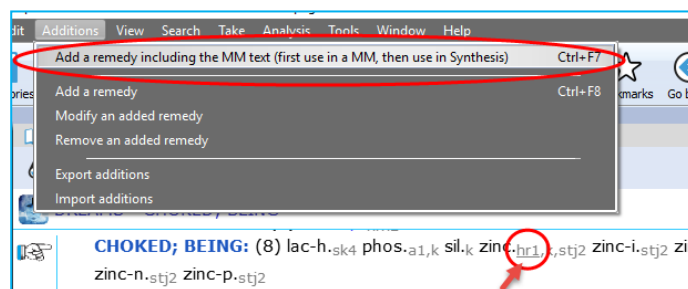 dit Additions View Search Take Analysis Tools Window Help
Add a remedy including the MM text (first use in a MM, then use in Synthesis) Ctrl+F7
Add a remedy Ctrl+F8
Modify an added remedy
Remove an added remedy
Export additions
Import additions
ories
kmarks Go b
CHOKED; BEING: (8) lac-h.sk4 phos.a1,k sil.k zinc.hr1,k,stj2 zinc-i.stj2 zi
zinc-n.stj2 zinc-p.stj2